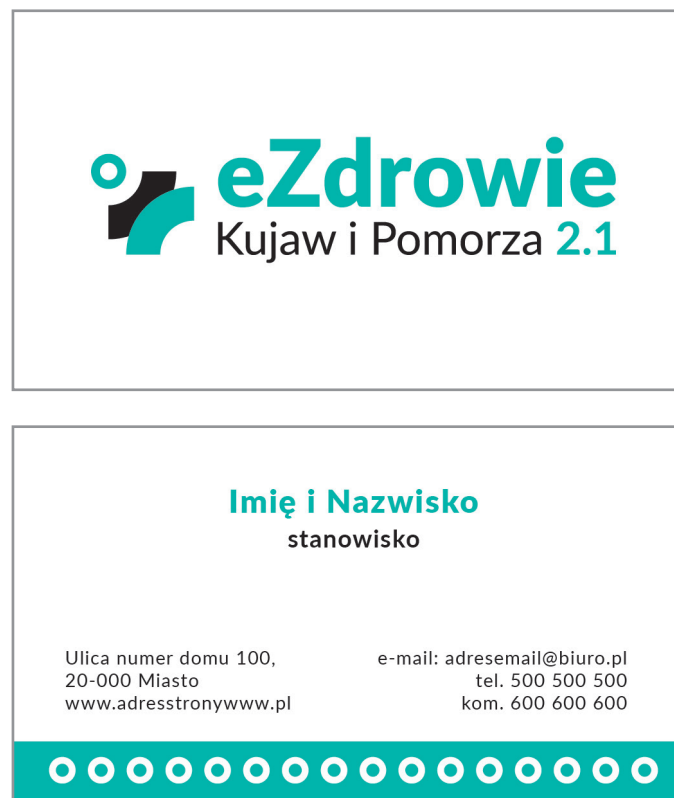 eZdrowie
Kujaw i Pomorza 2.1
Imię i Nazwisko
stanowisko
Ulica numer domu 100,
20-000 Miasto
www.adresstronywww.pl
e-mail: adresemail@biuro.pl
tel. 500 500 500
kom. 600 600 600